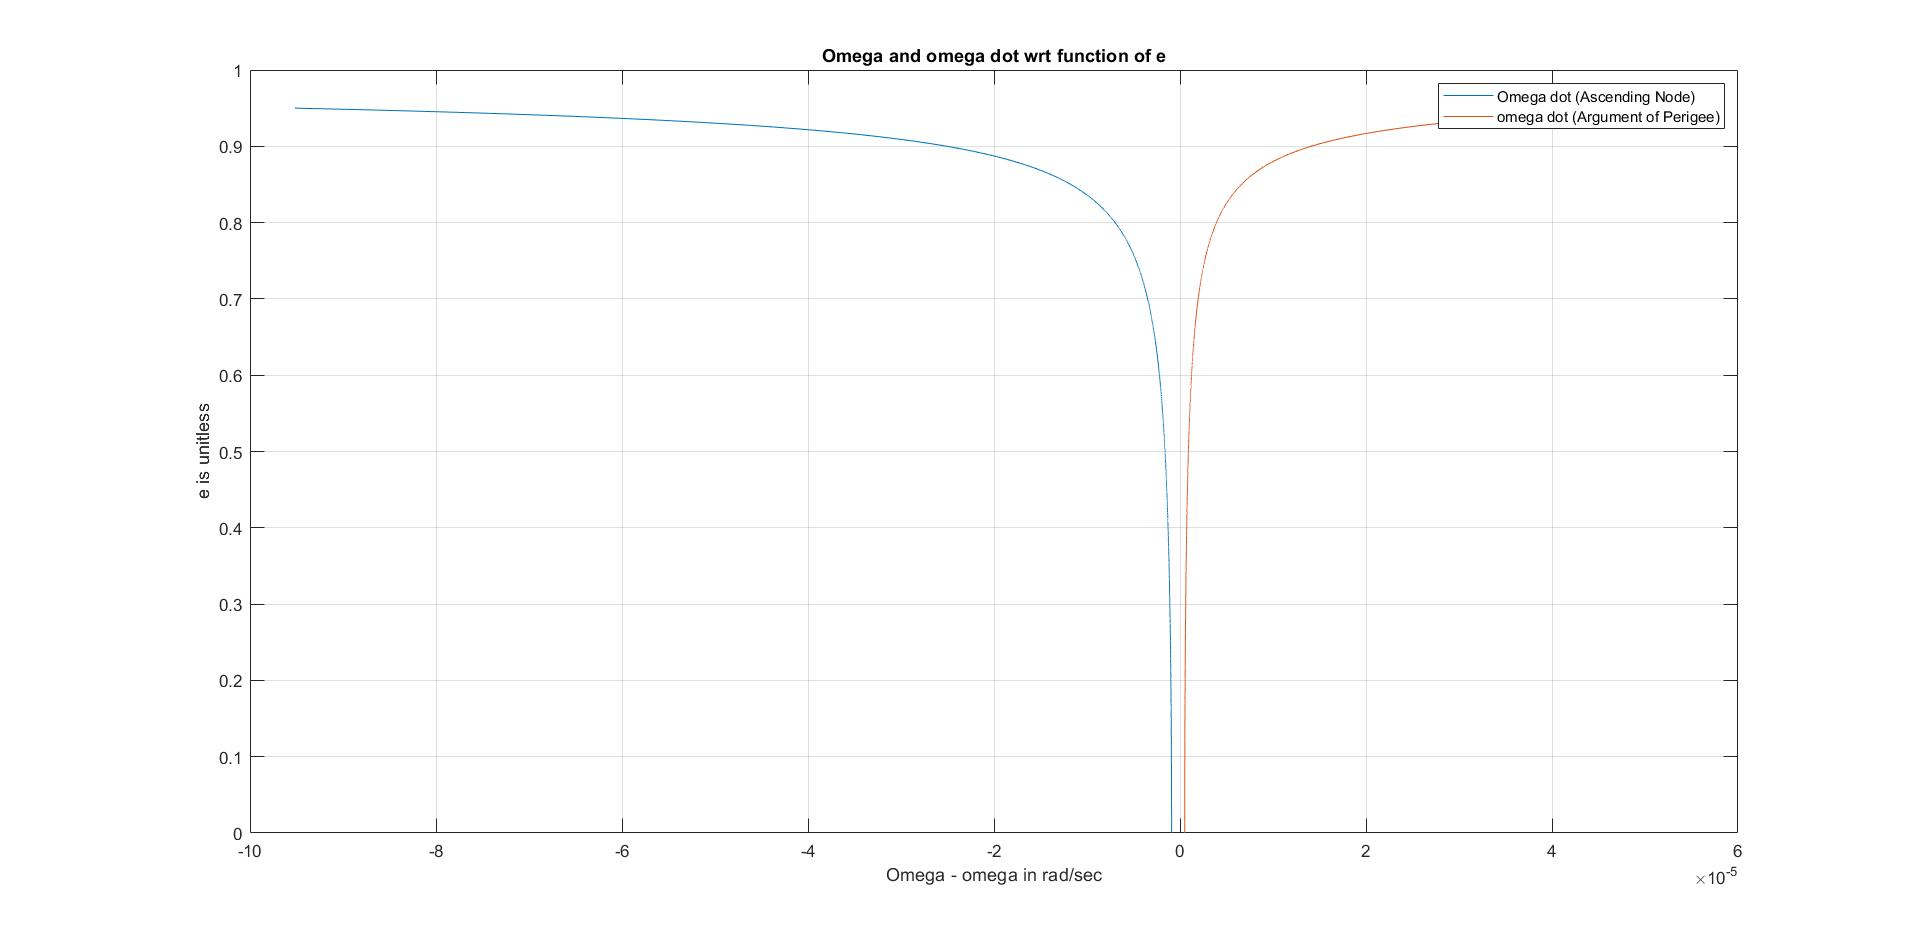 Omega and omega dot wrt function of e
Omega dot (Ascending Node)
omega dot (Argument of Perigee)
1
0.9
0.8
0.7
0.6
0.5
0.4
0.3
0.2
0.1
0
e is unitless
-10 -8 -6 -4 -2 0 2 4 6
Omega - omega in rad/sec
×10-5